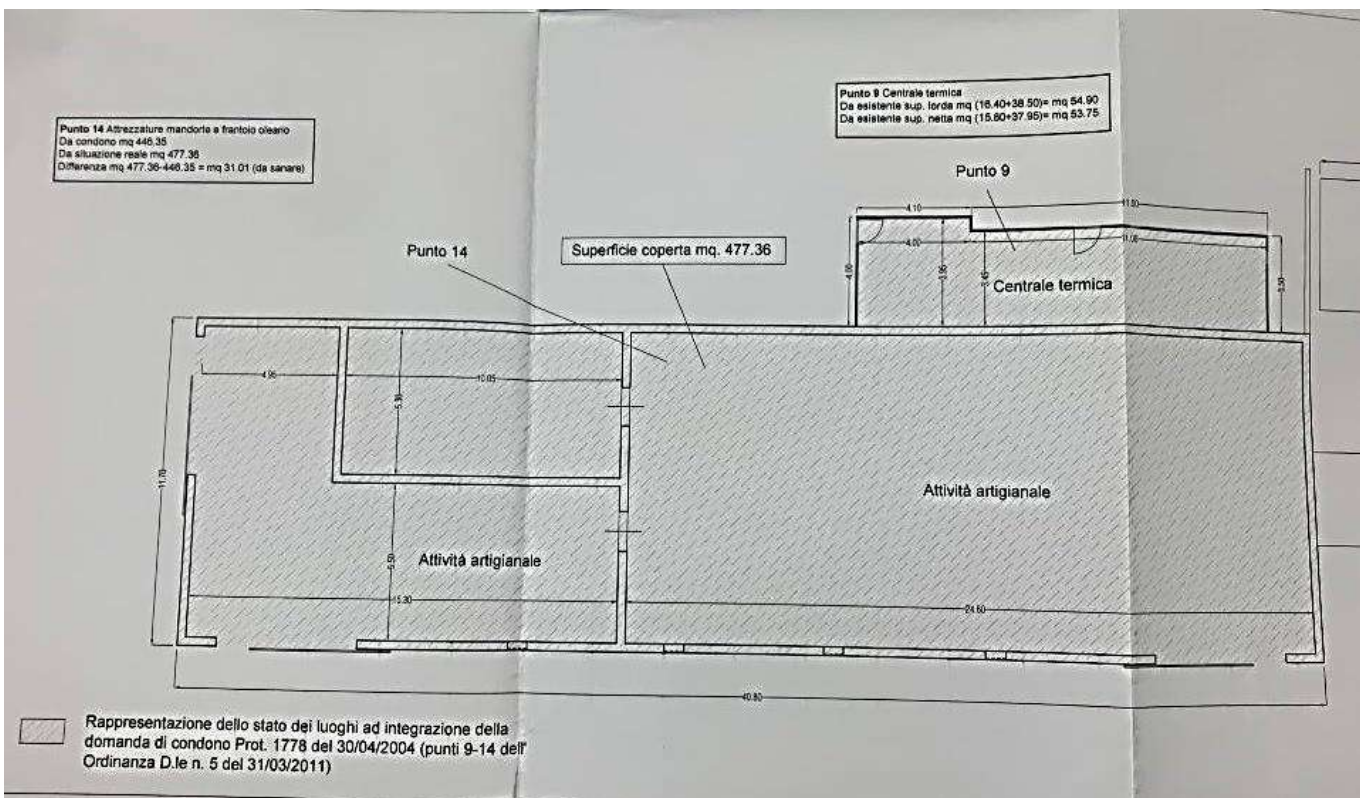 Punto 14 Attrezzature mandorle e frantoio oleario
Da condono mq 446.35
Da situazione reale mq 477.36
Differenza mq 477.36-446.35 = mq 31.01 (da sanare)
Punto 9 Centrale termica
Da esistente sup. lorda mq (16.40+38.50)= mq 54.90
Da esistente sup. netta mq (15.80+37.95)= mq 53.75
Punto 9
4.10
11.00
Punto 14
Superficie coperta mq. 477.36
4.00
4.00
3.95
3.45
3.50
Centrale termica
4.95
10.05
5.30
11.70
Attività artigianale
5.50
Attività artigianale
15.30
24.60
40.80
Rappresentazione dello stato dei luoghi ad integrazione della
domanda di condono Prot. 1778 del 30/04/2004 (punti 9-14 dell'
Ordinanza D.le n. 5 del 31/03/2011)